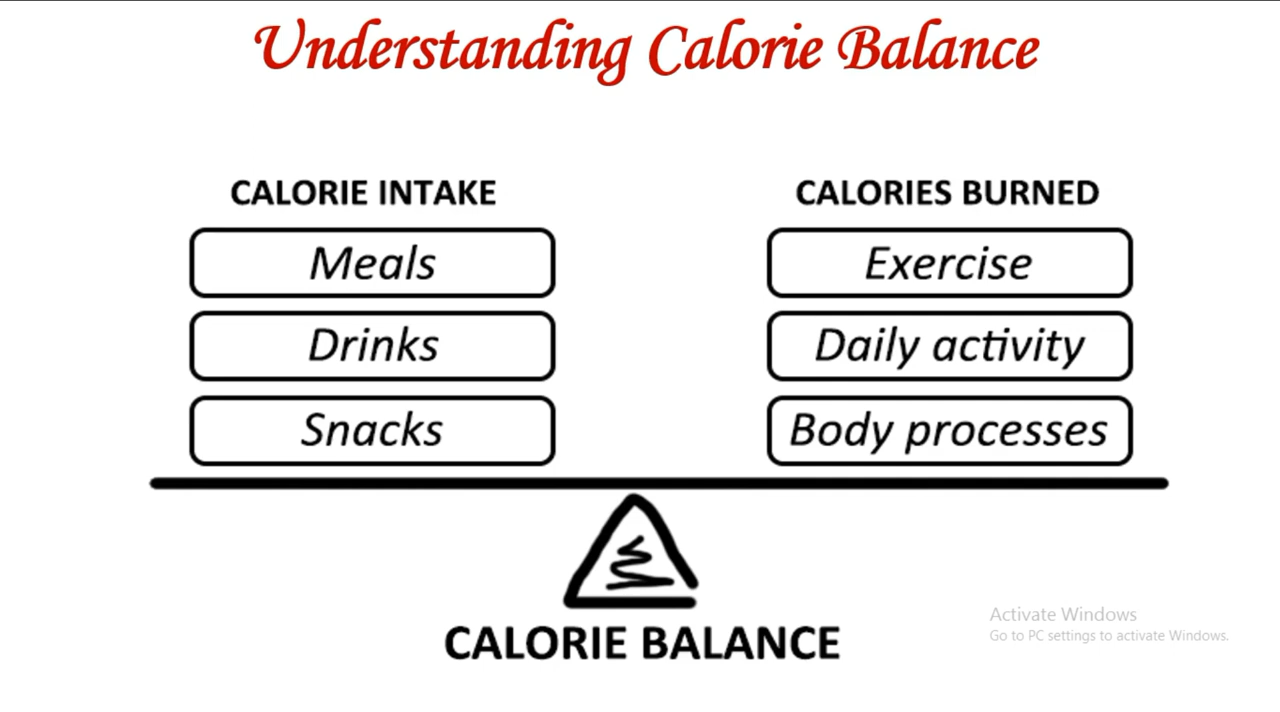 Understanding Calorie Balance
CALORIE INTAKE
Meals
Drinks
Snacks
CALORIES BURNED
Exercise
Daily activity
Body processes
CALORIE BALANCE
Activate Windows
Go to PC settings to activate Windows.